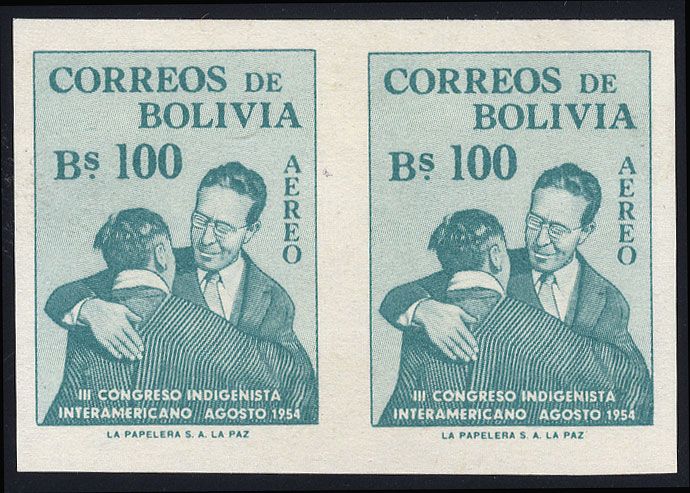 CORREOS DE
BOLIVIA
Bs. 100
AEREO
III CONGRESO INDIGENISTA
INTERAMERICANO AGOSTO 1954
LA PAPELERA S. A. LA PAZ
CORREOS DE
BOLIVIA
Bs. 100
AEREO
III CONGRESO INDIGENISTA
INTERAMERICANO AGOSTO 1954
LA PAPELERA S. A. LA PAZ